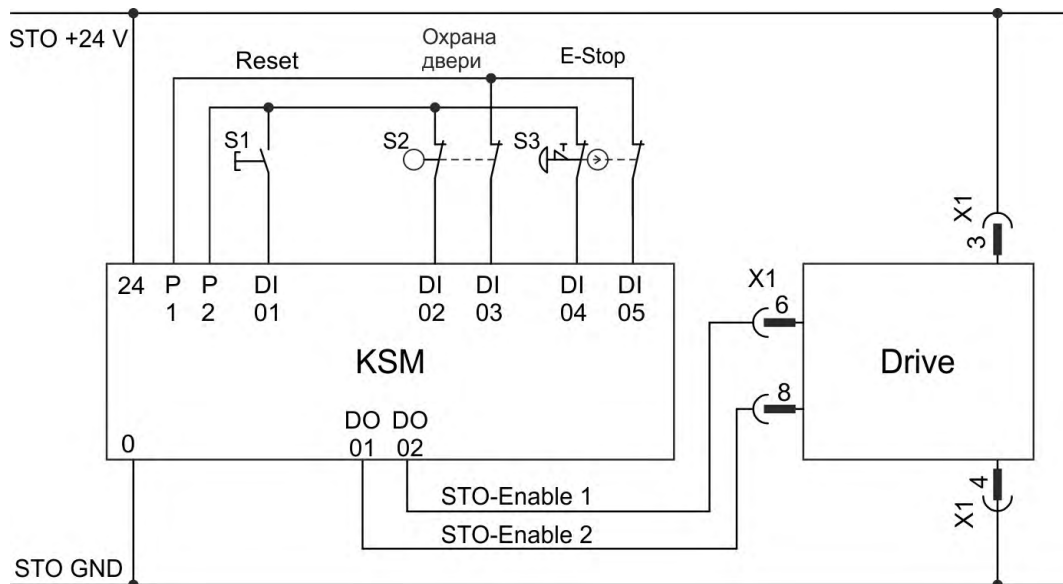 STO +24 V
Reset
Охрана
двери
E-Stop
S1
S2
S3
X1
3
24 P P DI DI DI DI DI
1 2 01 02 03 04 05
X1
6
KSM
Drive
8
0
DO DO
01 02
4
X1
STO-Enable 1
STO-Enable 2
STO GND